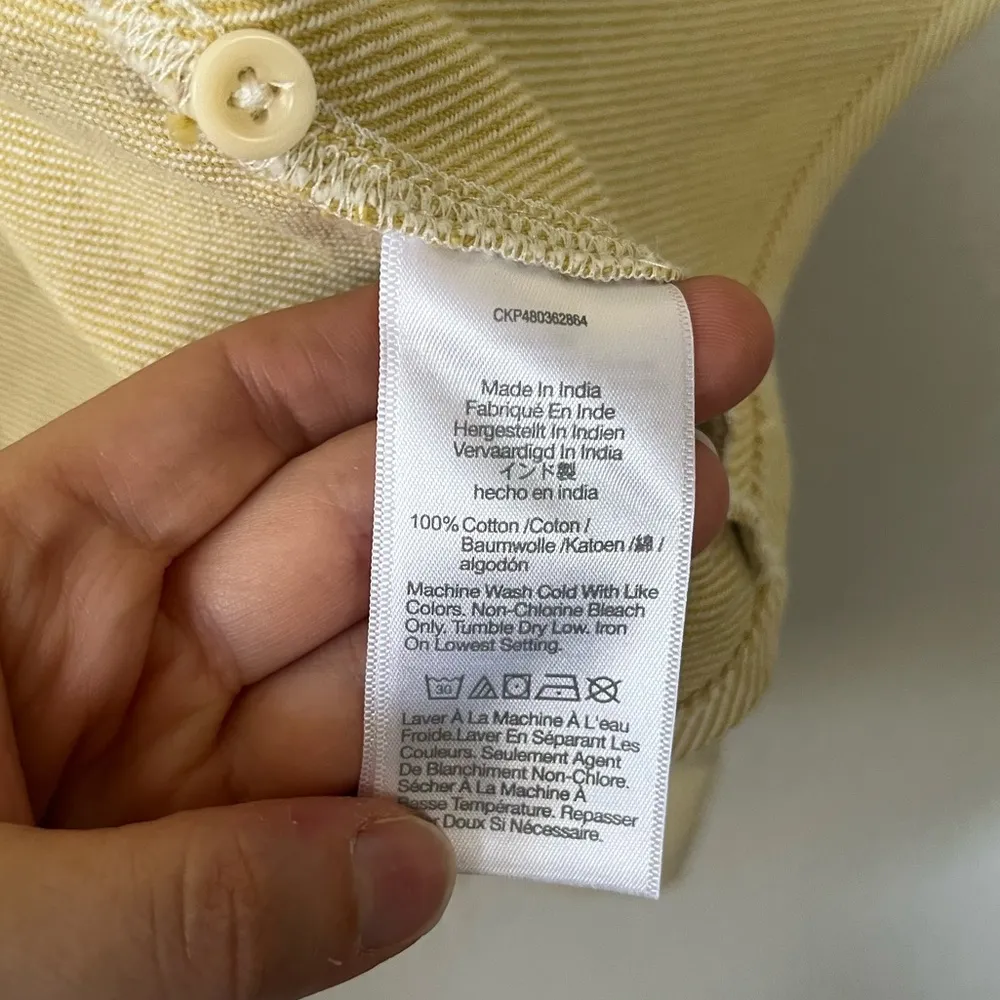 CKP480362884
Made In India
Fabriqué En Inde
Hergestellt In Indien
Vervaardigd In India
インド製
hecho en india
100% Cotton /Coton /
Baumwolle /Katoen /綿 /
algodón
Machine Wash Cold With Like
Colors. Non-Chlorine Bleach
Only. Tumble Dry Low. Iron
On Lowest Setting.
30
Laver À La Machine À L'eau
Froide.Laver En Séparant Les
Couleurs. Seulement Agent
De Blanchiment Non-Chlore.
Sécher À La Machine À
Basse Température. Repasser
Doux Si Nécessaire.